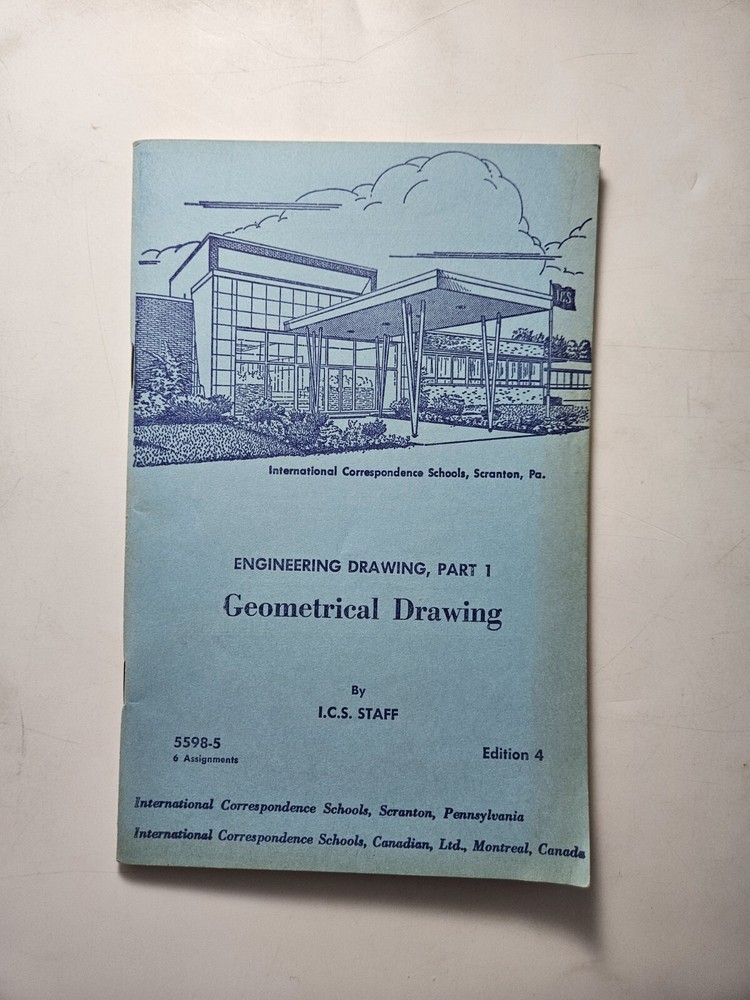 ICS
International Correspondence Schools, Scranton, Pa.
ENGINEERING DRAWING, PART 1
Geometrical Drawing
By
I.C.S. STAFF
5598-5
6 Assignments
Edition 4
International Correspondence Schools, Scranton, Pennsylvania
International Correspondence Schools, Canadian, Ltd., Montreal, Canada